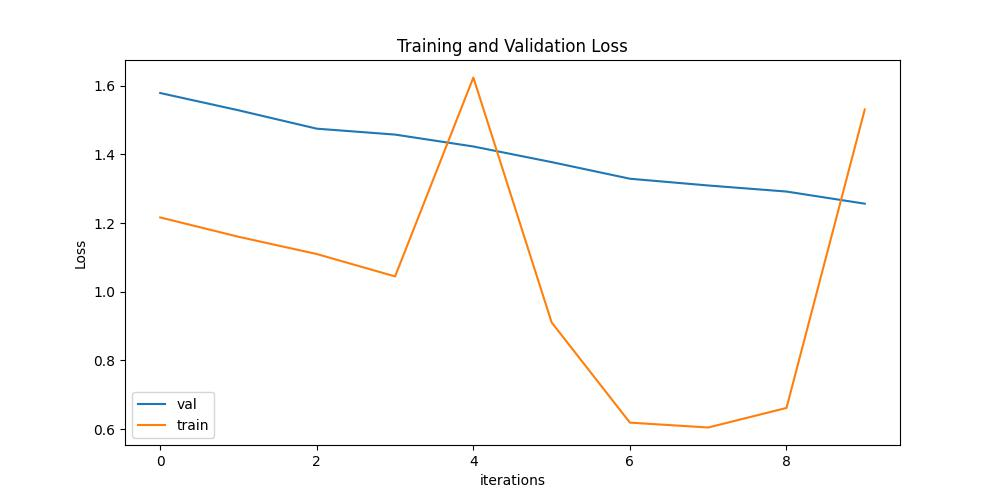 Training and Validation Loss
Loss
1.6
1.4
1.2
1.0
0.8
0.6
val
train
0 2 4 6 8
iterations